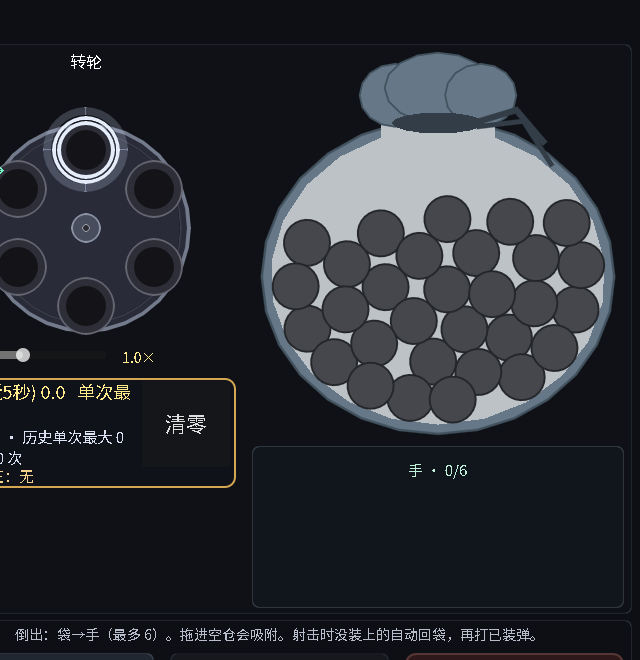 转轮
1.0×
5秒) 0.0 单次最
清零
· 历史单次最大 0
0 次
：无
手 · 0/6
倒出：袋→手（最多 6）。拖进空仓会吸附。射击时没装上的自动回袋，再打已装弹。